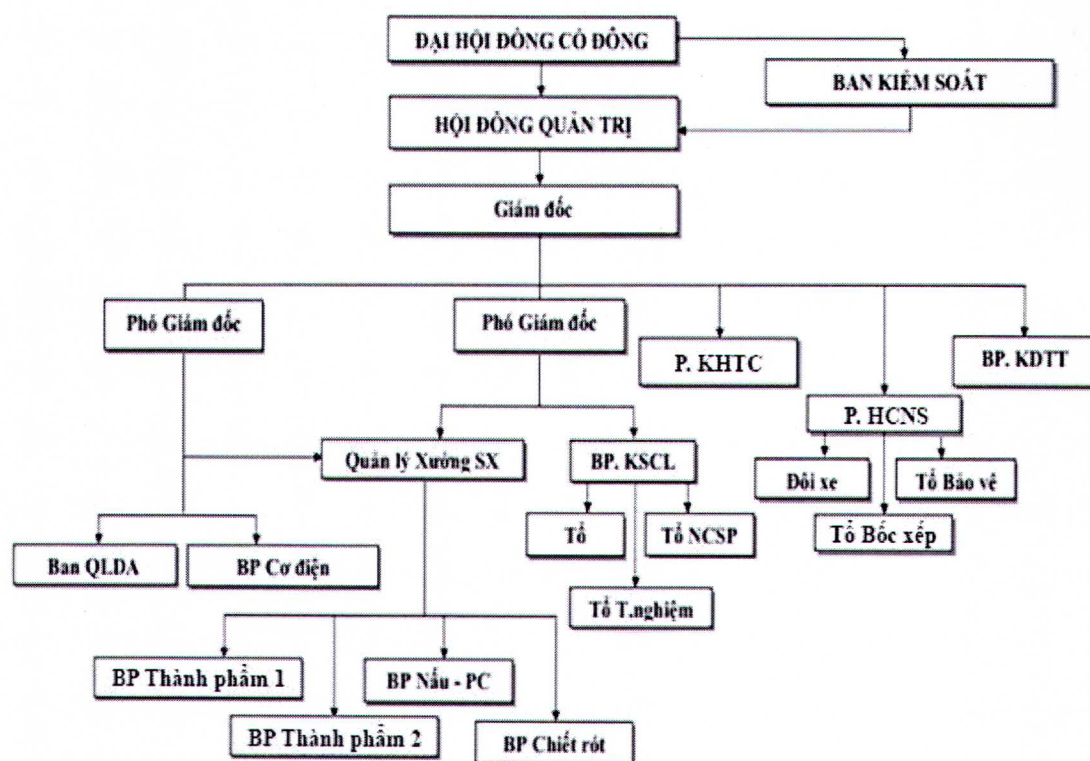 ĐẠI HỘI ĐỒNG CỔ ĐÔNG
BAN KIỂM SOÁT
HỘI ĐỒNG QUẢN TRỊ
Giám đốc
Phó Giám đốc
Phó Giám đốc
P. KHTC
BP. KDTT
P. HCNS
Quản lý Xưởng SX
BP. KSCL
Đội xe
Tổ Bảo vệ
Tổ
Tổ NCSP
Tổ Bốc xếp
Ban QLDA
BP Cơ điện
Tổ T.nghiệm
BP Thành phẩm 1
BP Nấu - PC
BP Thành phẩm 2
BP Chiết rót